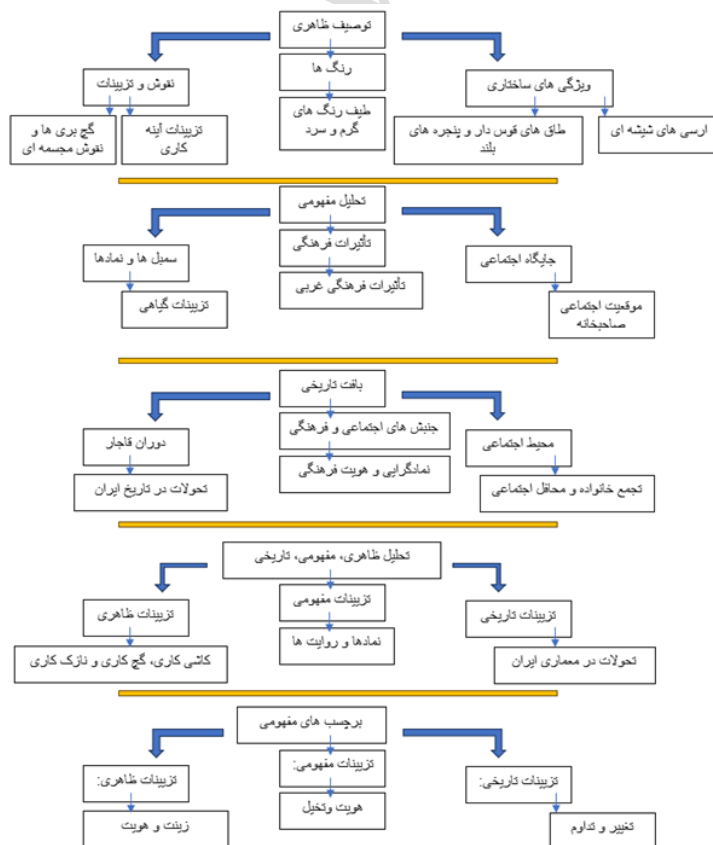 توصیف ظاهری
ویژگی های ساختاری
رنگ ها
نقوش و تزیینات
ارسی های شیشه ای
طاق های قوس دار و پنجره های
بلند
طیف رنگ های
گرم و سرد
تزیینات آینه
کاری
گچ بری ها و
نقوش مجسمه ای
تحلیل مفهومی
جایگاه اجتماعی
تأثیرات فرهنگی
سمبل ها و نمادها
موقعیت اجتماعی
صاحبخانه
تأثیرات فرهنگی غربی
تزیینات گیاهی
بافت تاریخی
محیط اجتماعی
جنبش های اجتماعی و فرهنگی
دوران قاجار
تجمع خانواده و محافل اجتماعی
نمادگرایی و هویت فرهنگی
تحولات در تاریخ ایران
تحلیل ظاهری، مفهومی، تاریخی
تزیینات تاریخی
تزیینات مفهومی
تزیینات ظاهری
تحولات در معماری ایران
نمادها و روایت ها
کاشی کاری، گچ کاری و نازک کاری
برچسب های مفهومی
تزیینات تاریخی:
تزیینات مفهومی:
تزیینات ظاهری:
تغییر و تداوم
هویت وتخیل
زینت و هویت